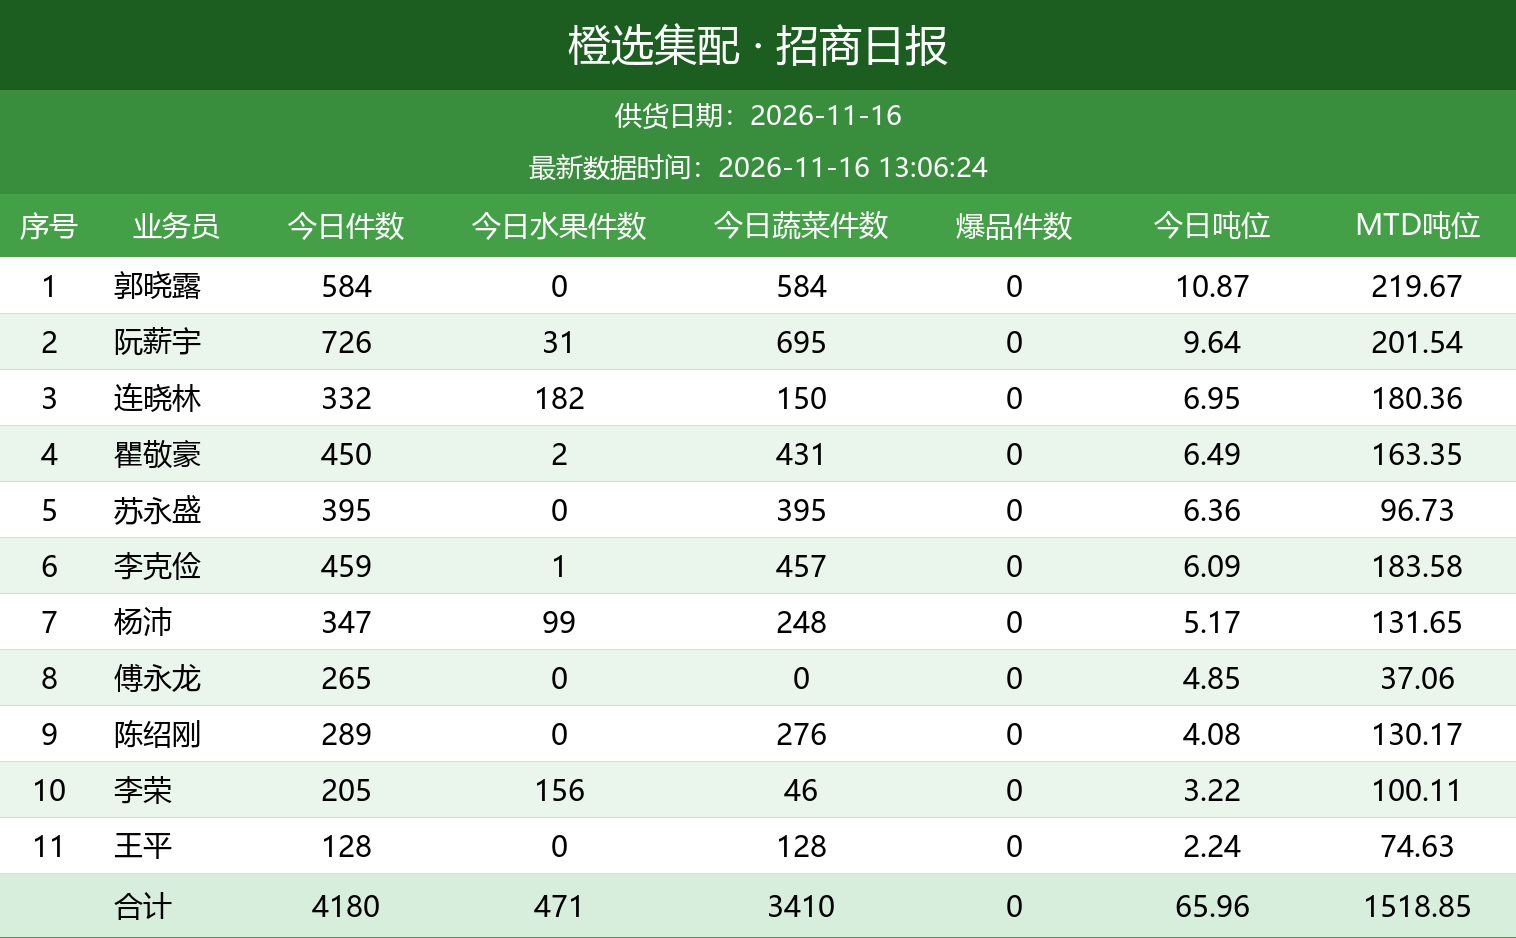 橙选集配 · 招商日报
供货日期：2026-11-16
最新数据时间：2026-11-16 13:06:24
序号 业务员 今日件数 今日水果件数 今日蔬菜件数 爆品件数 今日吨位 MTD吨位
1 郭晓露 584 0 584 0 10.87 219.67
2 阮薪宇 726 31 695 0 9.64 201.54
3 连晓林 332 182 150 0 6.95 180.36
4 瞿敬豪 450 2 431 0 6.49 163.35
5 苏永盛 395 0 395 0 6.36 96.73
6 李克俭 459 1 457 0 6.09 183.58
7 杨沛 347 99 248 0 5.17 131.65
8 傅永龙 265 0 0 0 4.85 37.06
9 陈绍刚 289 0 276 0 4.08 130.17
10 李荣 205 156 46 0 3.22 100.11
11 王平 128 0 128 0 2.24 74.63
合计 4180 471 3410 0 65.96 1518.85